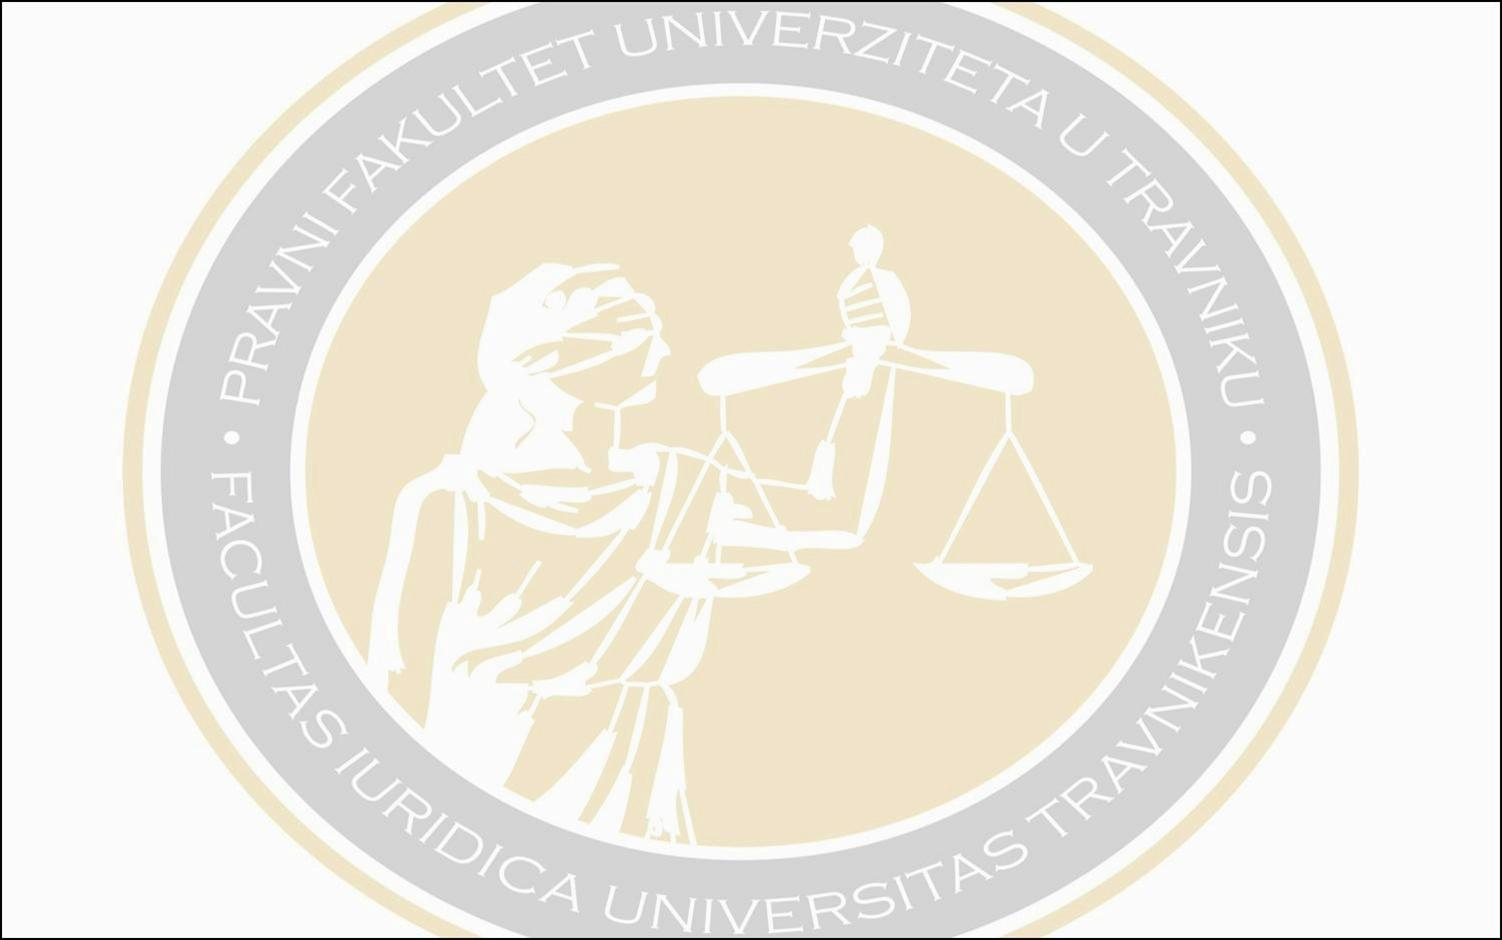 PRAVNI FAKULTET UNIVERZITETA U TRAVNIKU
FACULTAS IURIDICA UNIVERSITAS TRAVNIKENSIS